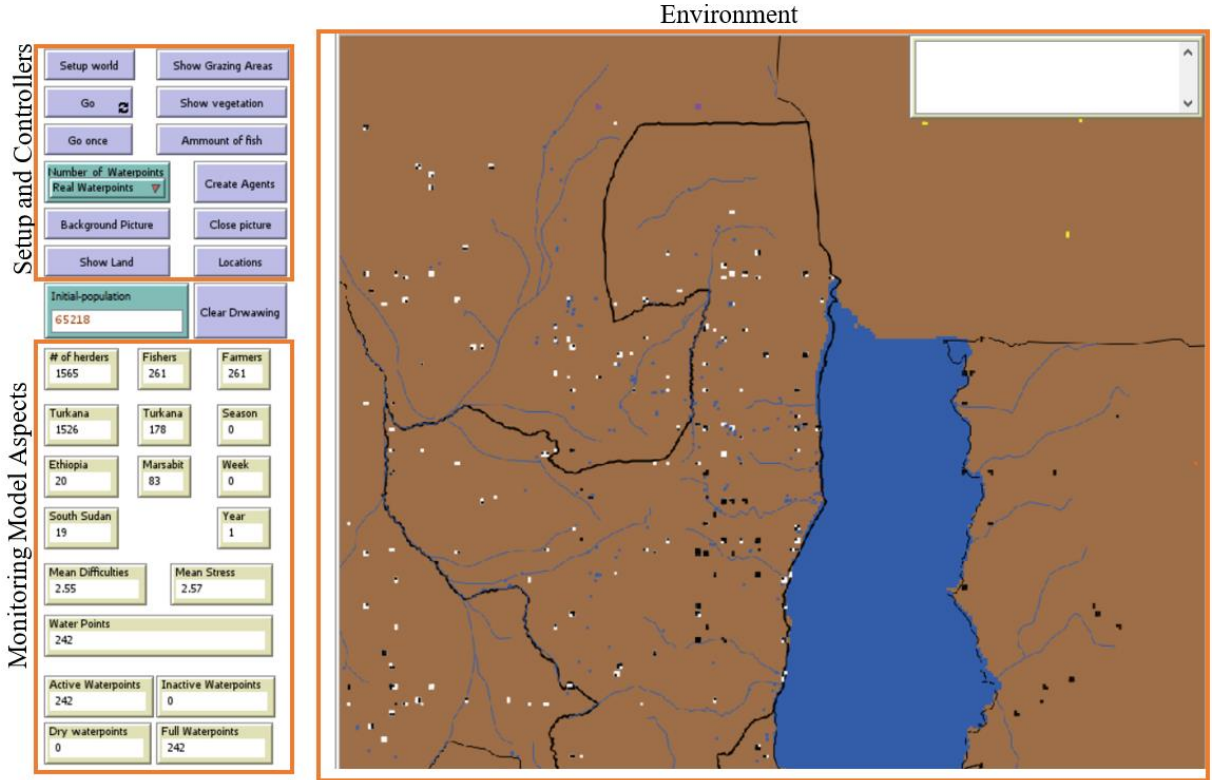 Environment
Setup and Controllers
Setup world
Show Grazing Areas
Go
Show vegetation
Go once
Ammount of fish
Number of Waterpoints
Real Waterpoints
Create Agents
Background Picture
Close picture
Show Land
Locations
Initial-population
65218
Clear Drwawing
Monitoring Model Aspects
# of herders
1565
Fishers
261
Farmers
261
Turkana
1526
Turkana
178
Season
0
Ethiopia
20
Marsabit
83
Week
0
South Sudan
19
Year
1
Mean Difficulties
2.55
Mean Stress
2.57
Water Points
242
Active Waterpoints
242
Inactive Waterpoints
0
Dry waterpoints
0
Full Waterpoints
242